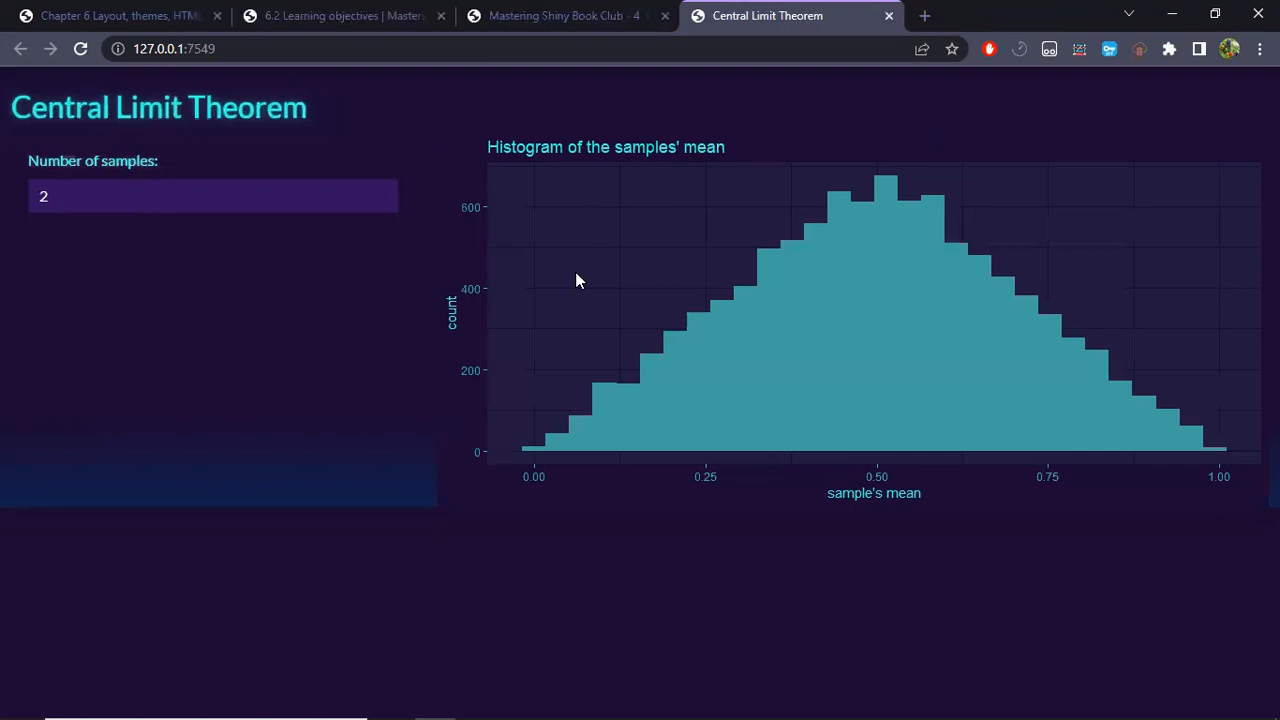 Chapter 6 Layout, themes, HTM
6.2 Learning objectives | Master
Mastering Shiny Book Club - 4
Central Limit Theorem
127.0.0.1:7549
Central Limit Theorem
Number of samples:
2
Histogram of the samples' mean
count
600
400
200
0
0.00
0.25
0.50
0.75
1.00
sample's mean